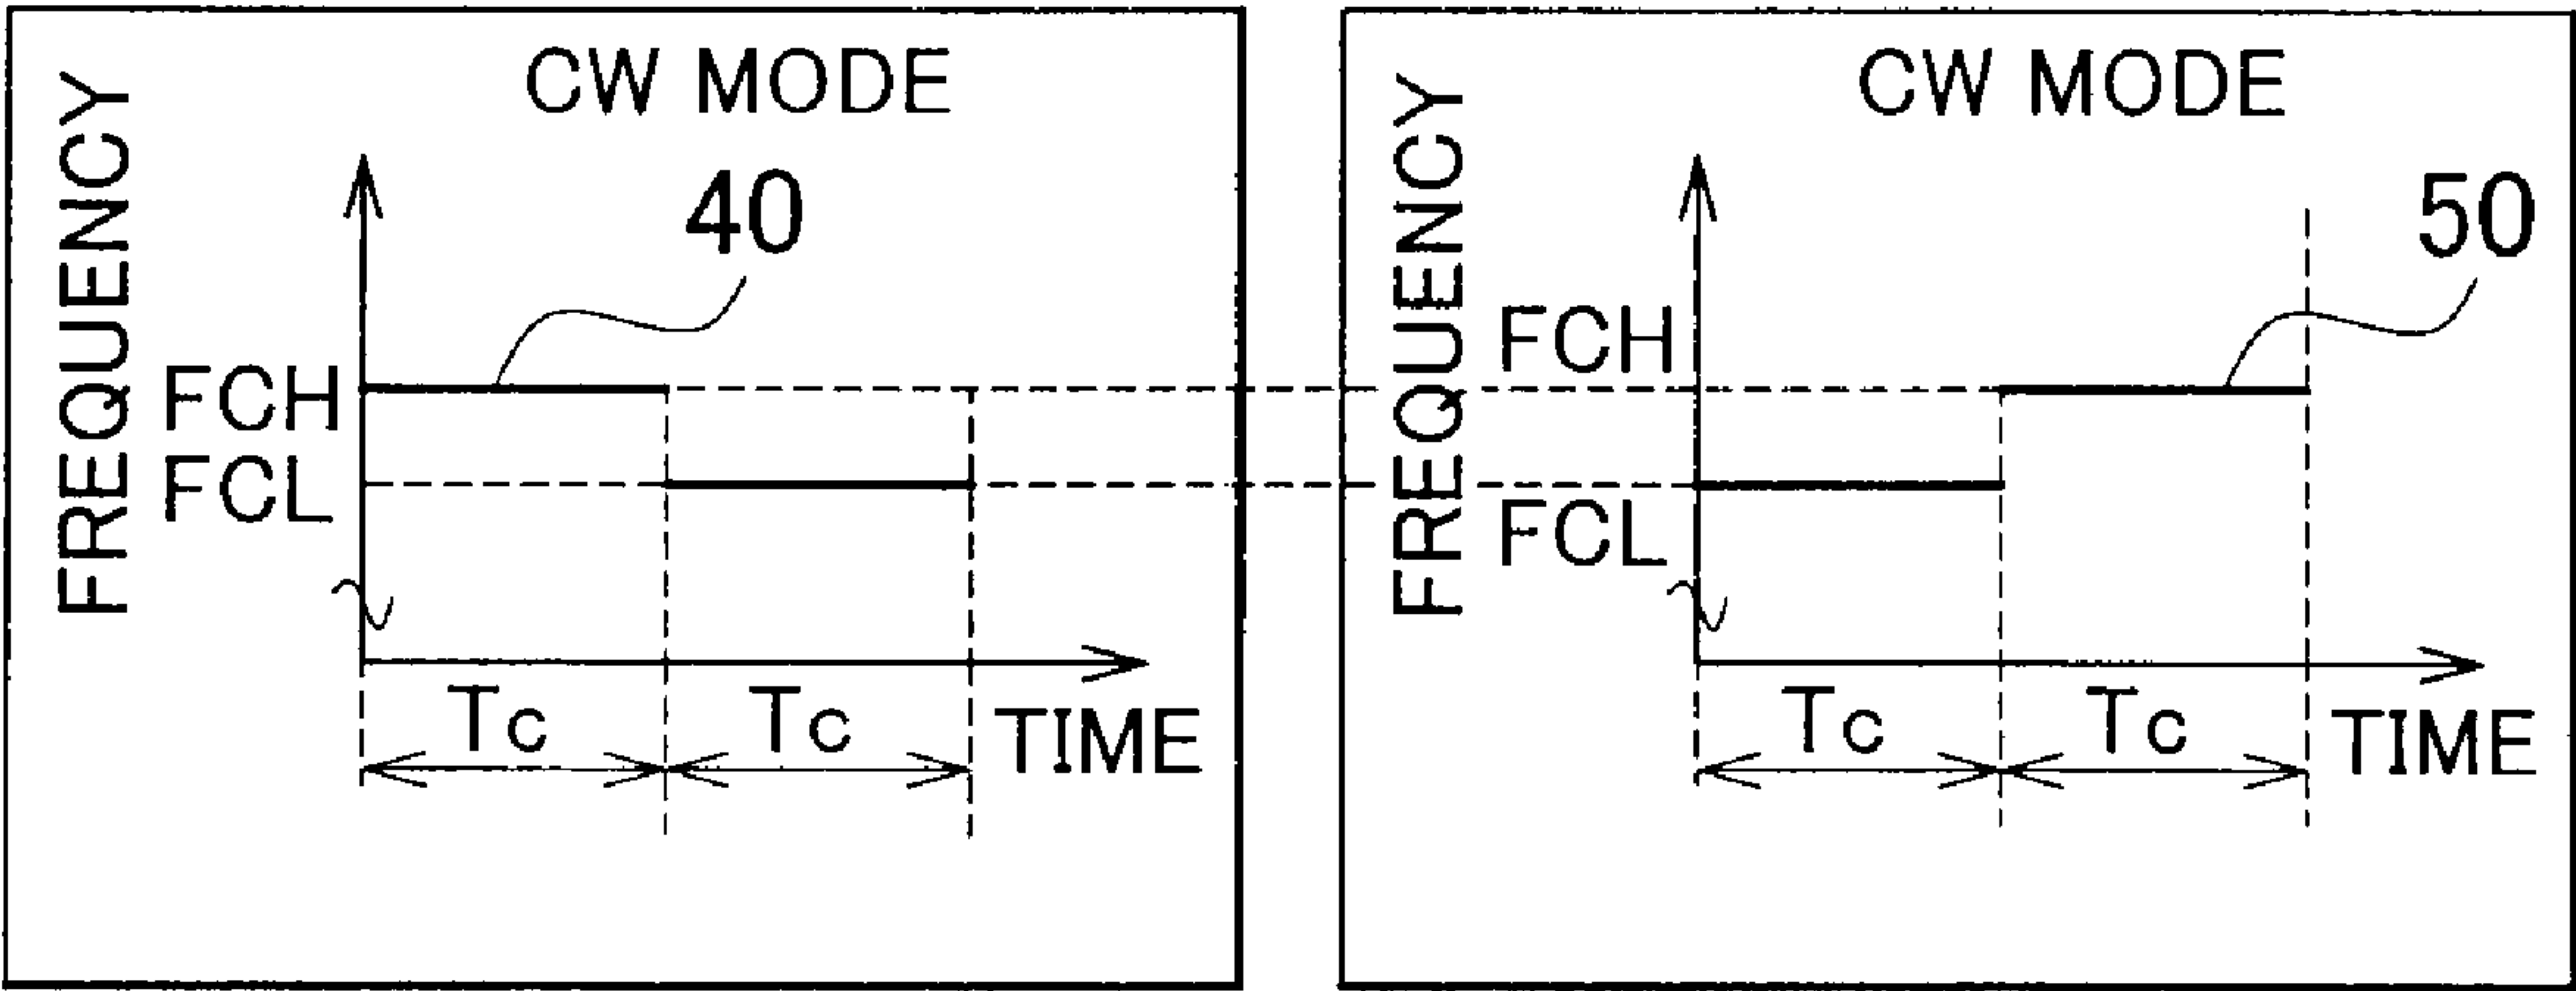 CW MODE
FREQUENCY
40
FCH
FCL
Tc
Tc
TIME
CW MODE
FREQUENCY
50
FCH
FCL
Tc
Tc
TIME